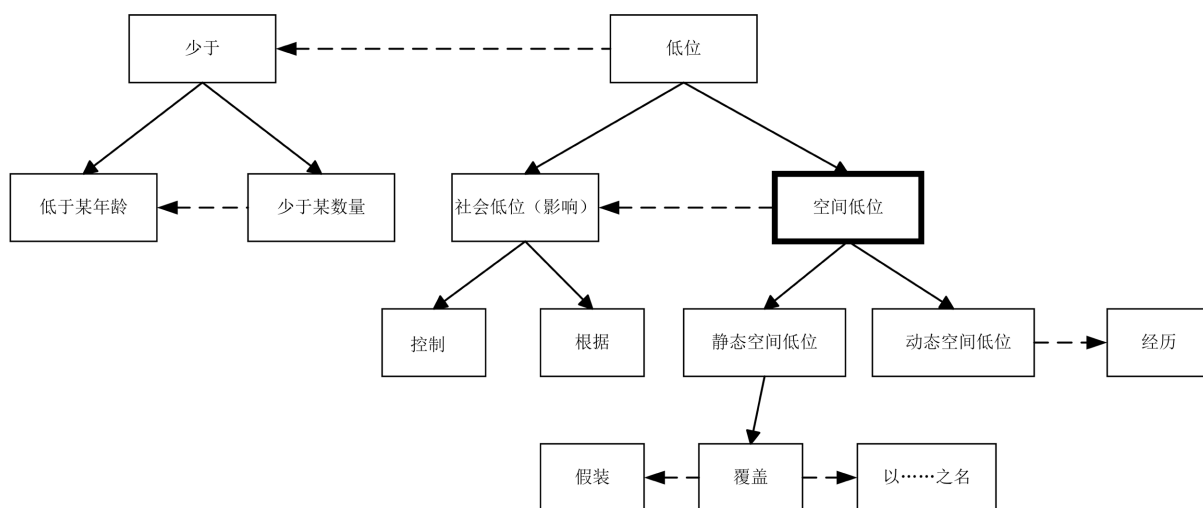 少于
低位
低于某年龄
少于某数量
社会低位（影响）
空间低位
控制
根据
静态空间低位
动态空间低位
经历
假装
覆盖
以……之名